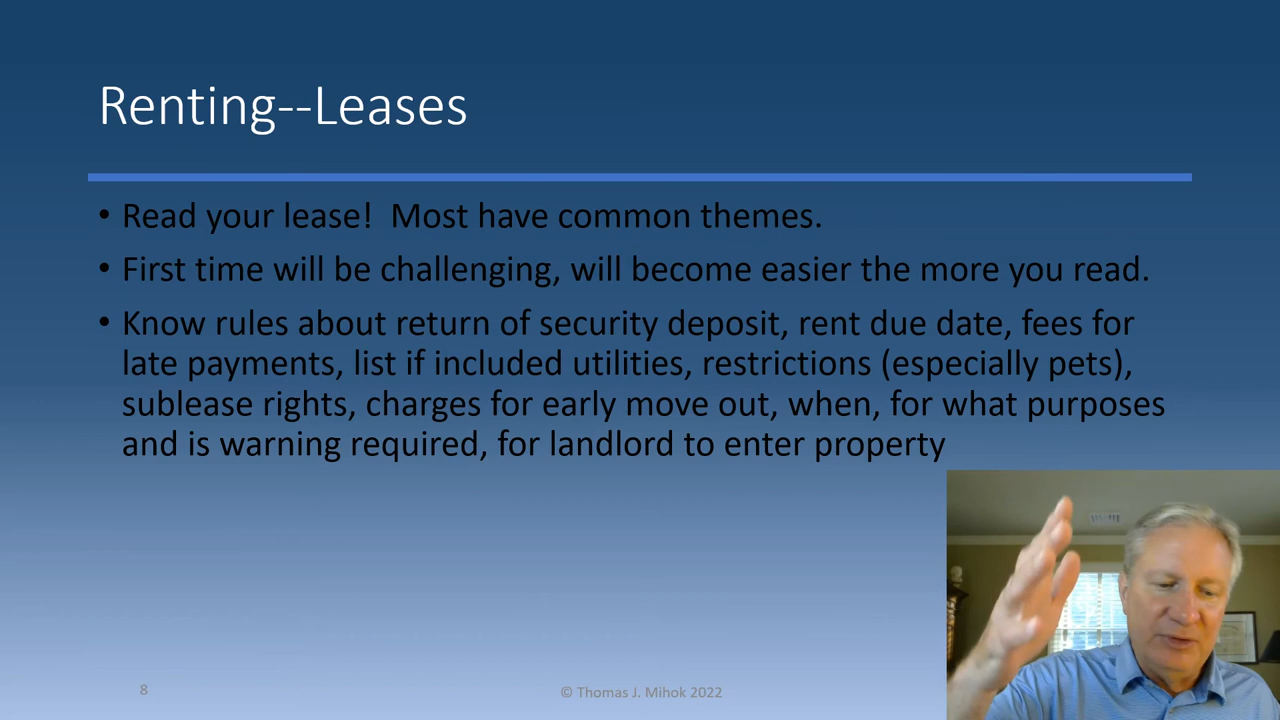 Renting--Leases
• Read your lease!  Most have common themes.
• First time will be challenging, will become easier the more you read.
• Know rules about return of security deposit, rent due date, fees for
late payments, list if included utilities, restrictions (especially pets),
sublease rights, charges for early move out, when, for what purposes
and is warning required, for landlord to enter property
8
© Thomas J. Mihok 2022